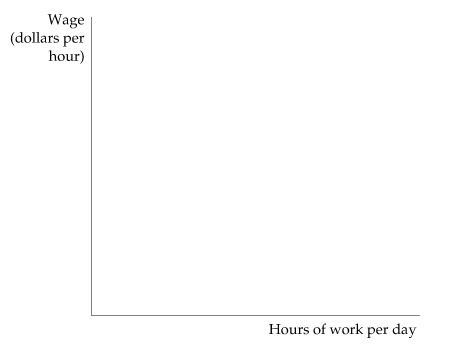 Wage
(dollars per
hour)
Hours of work per day